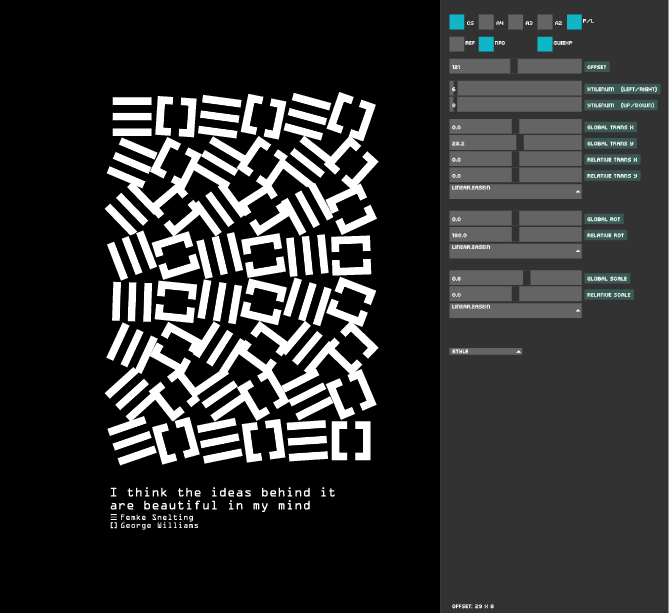 I think the ideas behind it
are beautiful in my mind
Femke Snelting
George Williams
CS A4 A3 A2 P/L
REF INFO GUIDES
121 OFFSET
6 XTILENUM (LEFT/RIGHT)
8 YTILENUM (UP/DOWN)
0.0 GLOBAL TRANS X
28.2 GLOBAL TRANS Y
0.0 RELATIVE TRANS X
0.0 RELATIVE TRANS Y
LINEAR.EASEIN
0.0 GLOBAL ROT
180.0 RELATIVE ROT
LINEAR.EASEIN
0.8 GLOBAL SCALE
0.0 RELATIVE SCALE
LINEAR.EASEIN
STYLE
OFFSET: 29 X 8